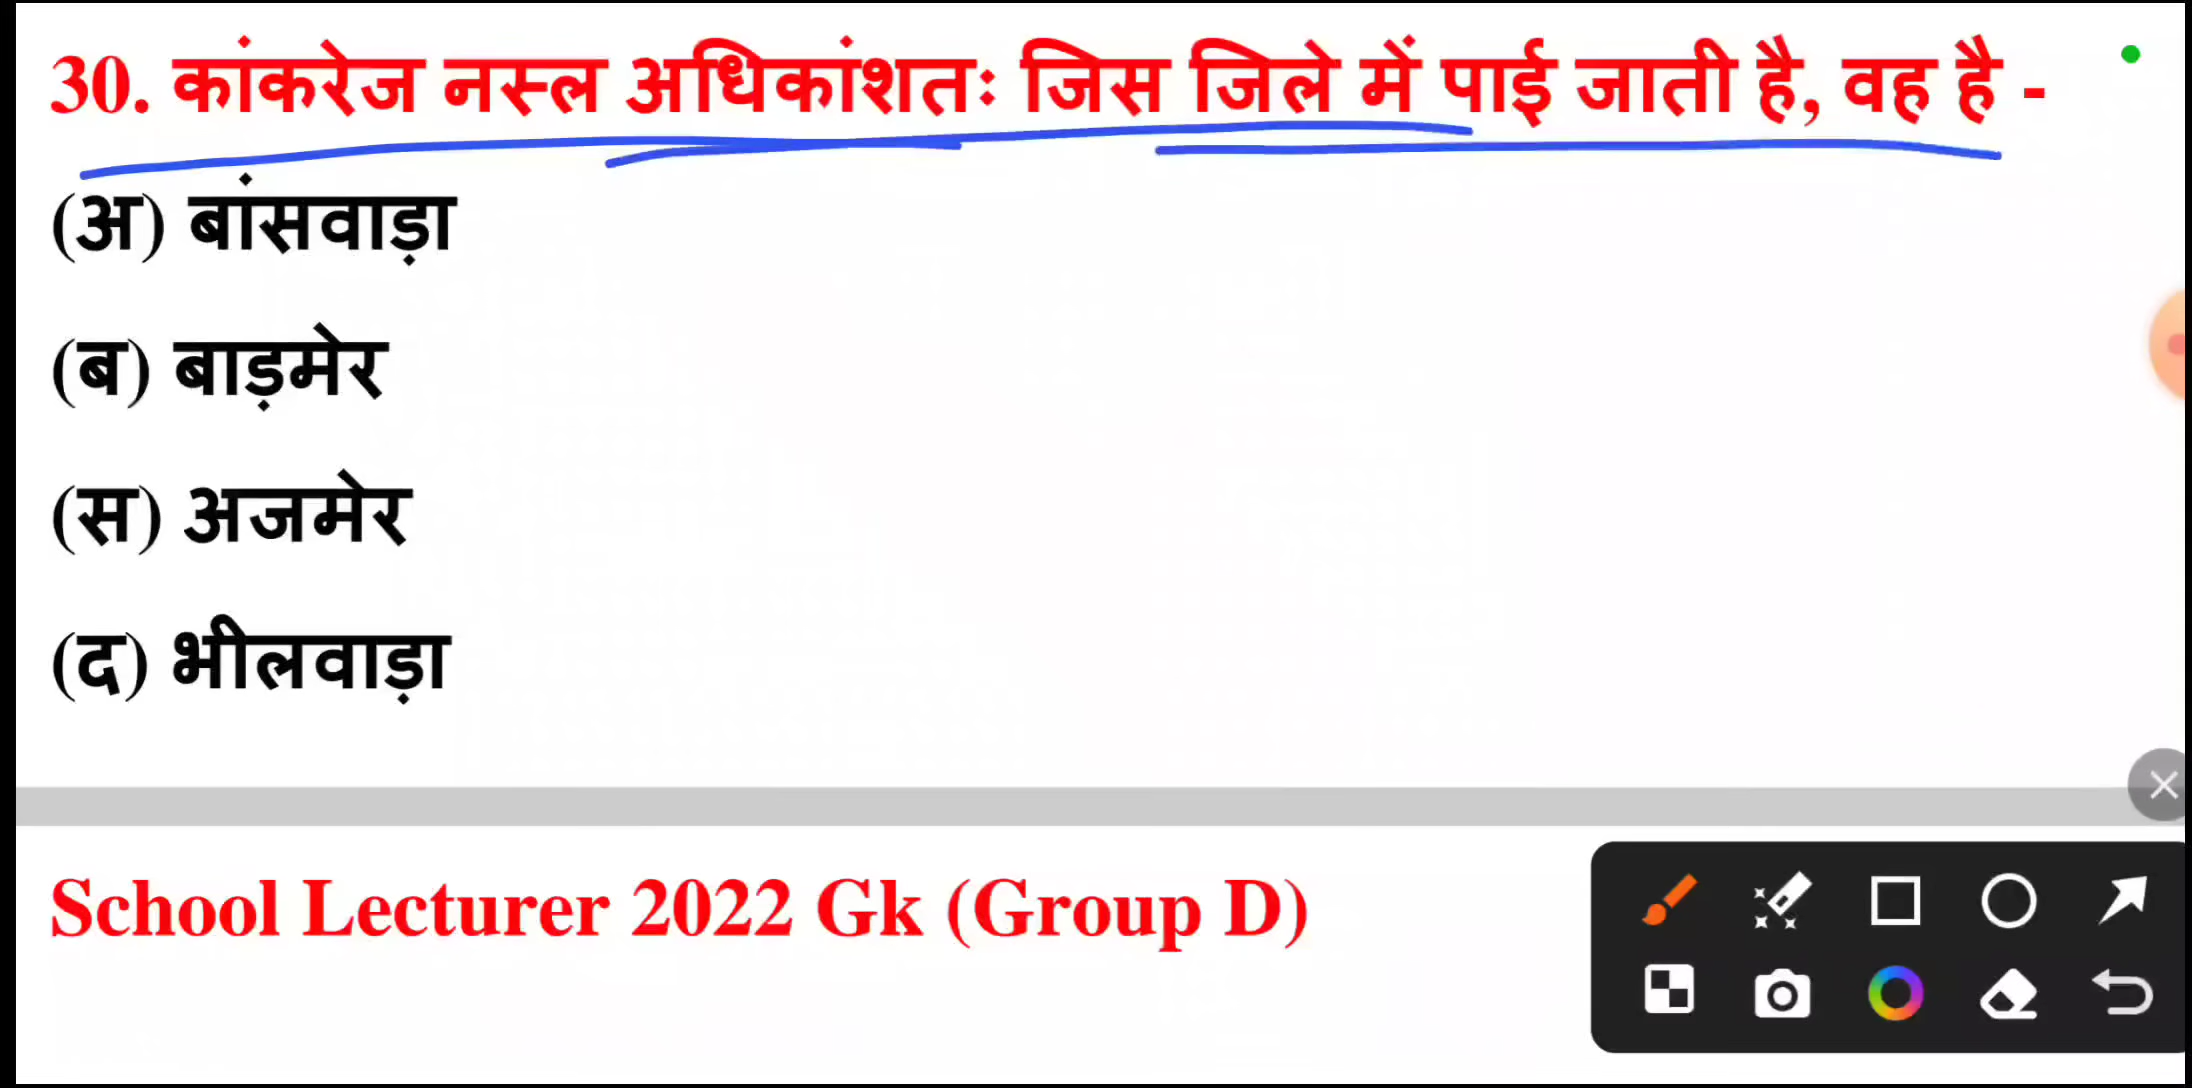 30. कांकरेज नस्ल अधिकांशतः जिस जिले में पाई जाती है, वह है -
(अ) बांसवाड़ा
(ब) बाड़मेर
(स) अजमेर
(द) भीलवाड़ा
School Lecturer 2022 Gk (Group D)